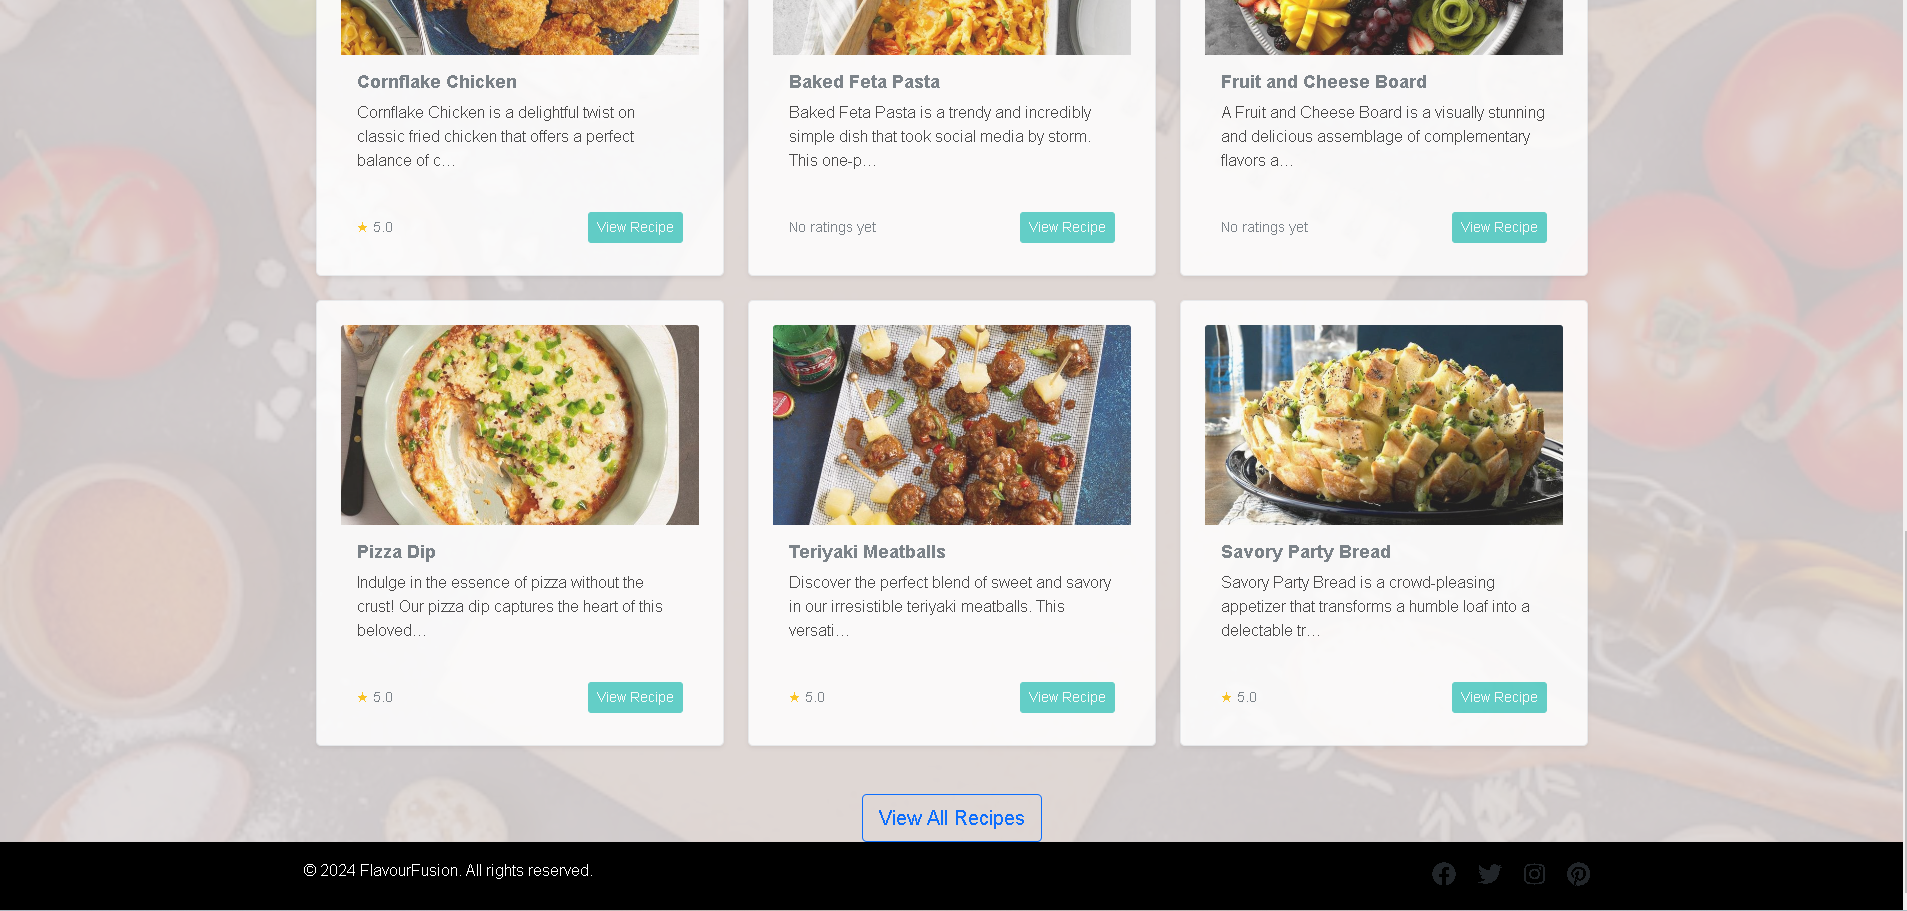 Cornflake Chicken
Cornflake Chicken is a delightful twist on
classic fried chicken that offers a perfect
balance of c...
★ 5.0
View Recipe
Baked Feta Pasta
Baked Feta Pasta is a trendy and incredibly
simple dish that took social media by storm.
This one-p...
No ratings yet
View Recipe
Fruit and Cheese Board
A Fruit and Cheese Board is a visually stunning
and delicious assemblage of complementary
flavors a...
No ratings yet
View Recipe
Pizza Dip
Indulge in the essence of pizza without the
crust! Our pizza dip captures the heart of this
beloved...
★ 5.0
View Recipe
Teriyaki Meatballs
Discover the perfect blend of sweet and savory
in our irresistible teriyaki meatballs. This
versati...
★ 5.0
View Recipe
Savory Party Bread
Savory Party Bread is a crowd-pleasing
appetizer that transforms a humble loaf into a
delectable tr...
★ 5.0
View Recipe
View All Recipes
© 2024 FlavourFusion. All rights reserved.